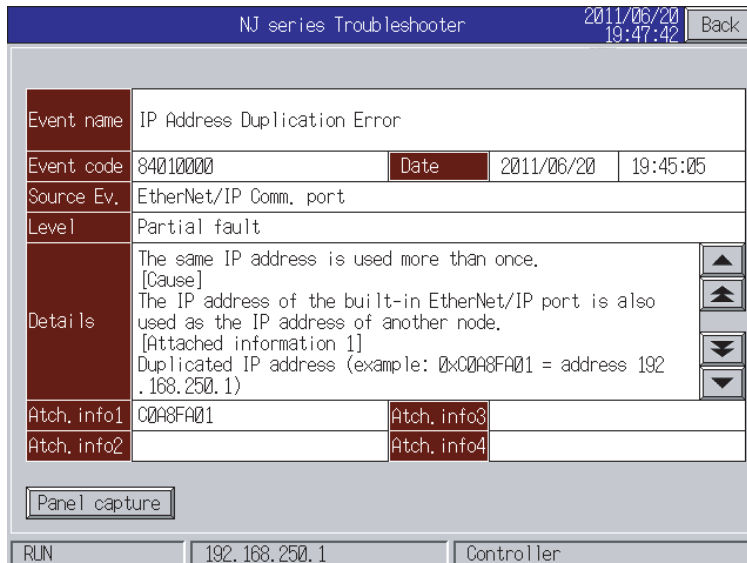 NJ series Troubleshooter
2011/06/20
19:47:42
Back
Event name IP Address Duplication Error
Event code 84010000 Date 2011/06/20 19:45:05
Source Ev. EtherNet/IP Comm. port
Level Partial fault
Details
The same IP address is used more than once.
[Cause]
The IP address of the built-in EtherNet/IP port is also
used as the IP address of another node.
[Attached information 1]
Duplicated IP address (example: 0xC0A8FA01 = address 192
.168.250.1)
Atch.info1 C0A8FA01 Atch.info3
Atch.info2 Atch.info4
Panel capture
RUN 192.168.250.1 Controller